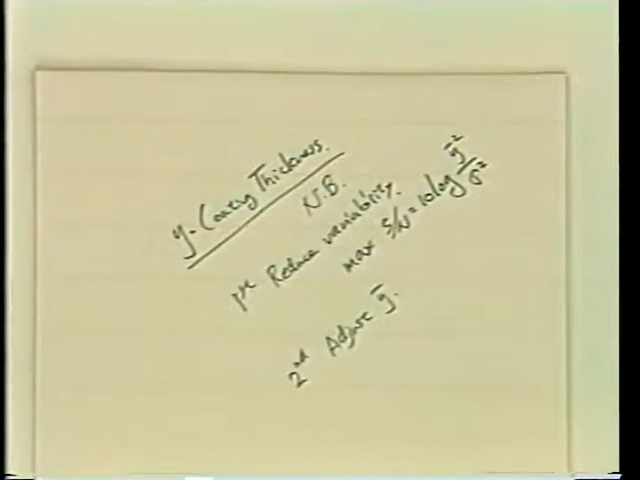 y - Coating Thickness.
N.B.
1st Reduce variability.
max S/N = 10 log ȳ²/σ²
2nd Adjust ȳ.